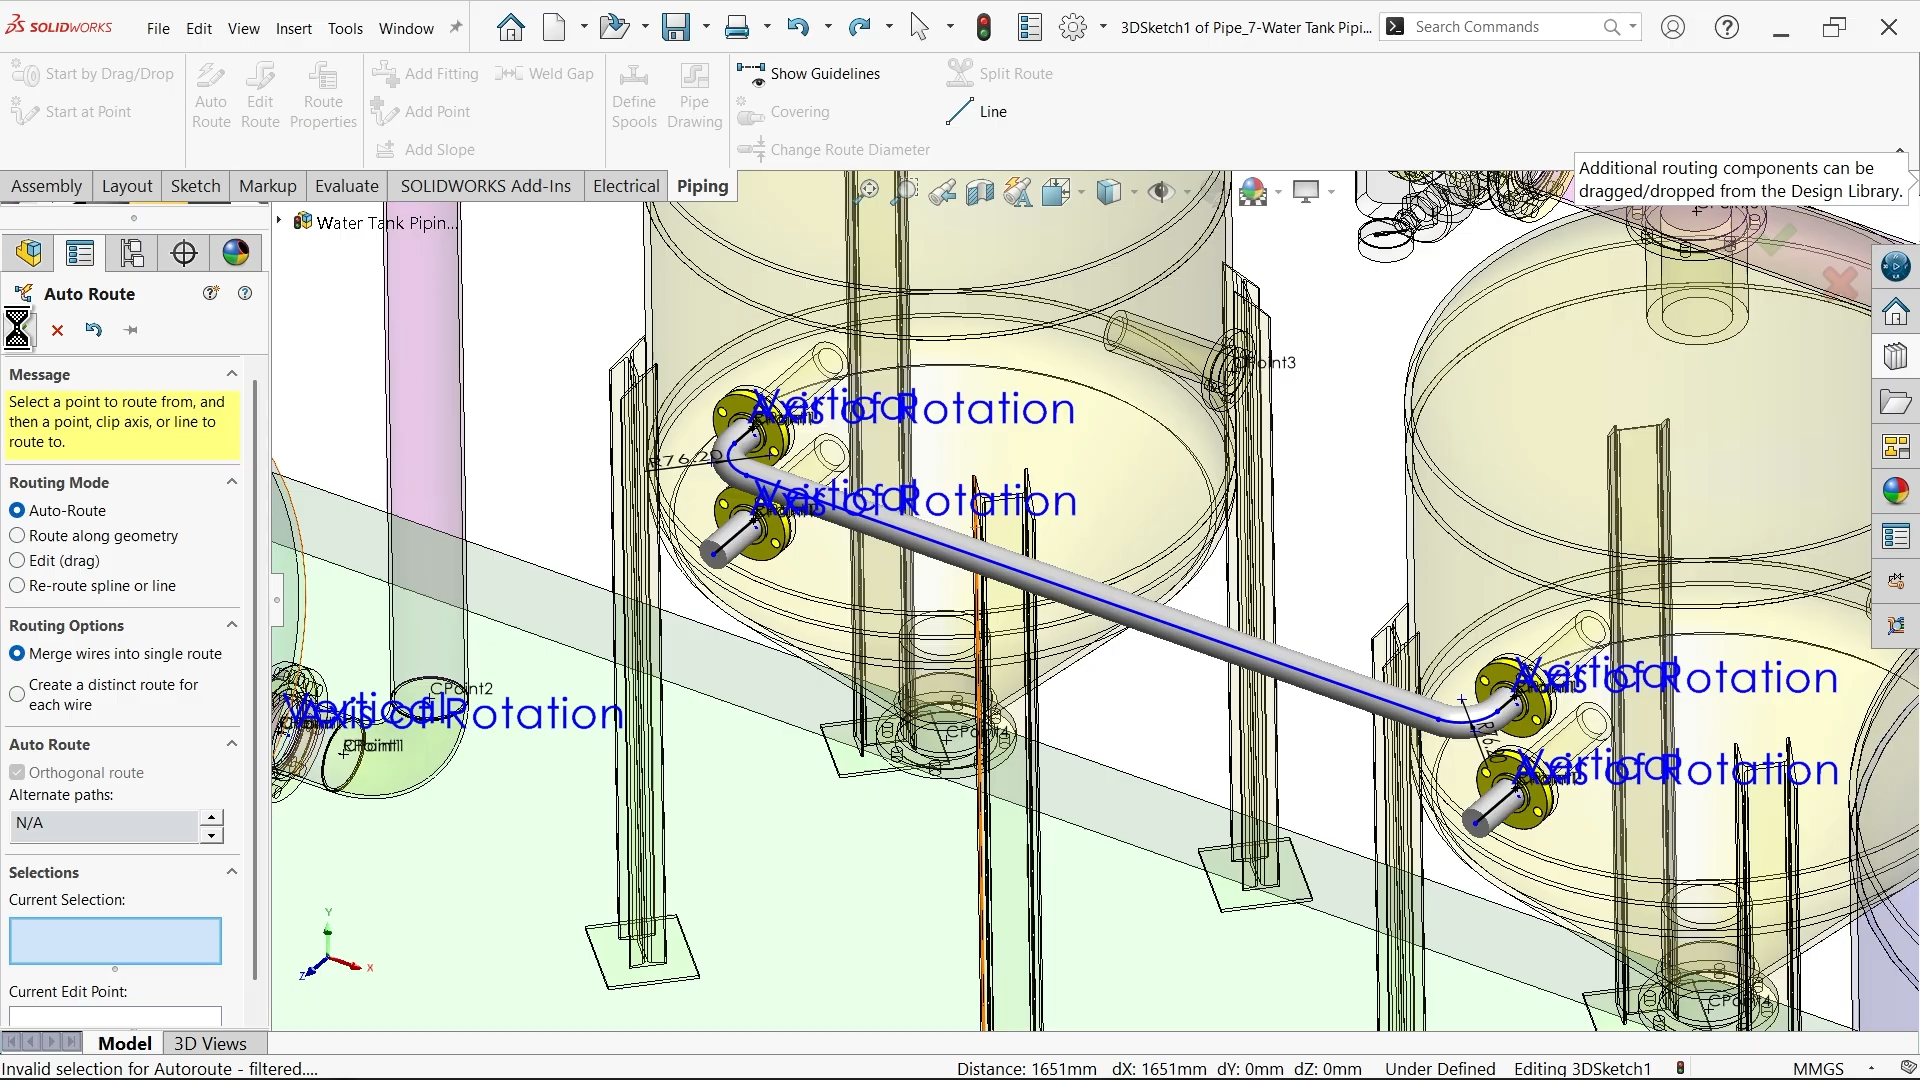 SOLIDWORKS
File Edit View Insert Tools Window
3DSketch1 of Pipe_7-Water Tank Pipi...
Search Commands
Start by Drag/Drop
Start at Point
Auto Route
Edit Route
Route Properties
Add Fitting
Weld Gap
Add Point
Add Slope
Define Spools
Pipe Drawing
Show Guidelines
Covering
Change Route Diameter
Split Route
Line
Additional routing components can be
dragged/dropped from the Design Library.
Assembly Layout Sketch Markup Evaluate SOLIDWORKS Add-Ins Electrical Piping
Water Tank Pipin...
Auto Route
Message
Select a point to route from, and
then a point, clip axis, or line to
route to.
Routing Mode
Auto-Route
Route along geometry
Edit (drag)
Re-route spline or line
Routing Options
Merge wires into single route
Create a distinct route for
each wire
Auto Route
Orthogonal route
Alternate paths:
N/A
Selections
Current Selection:
Current Edit Point:
CPoint3
Vertical
Axis of Rotation
R76.20
Vertical
Axis of Rotation
CPoint2
Vertical
Axis of Rotation
CPoint1
CPoint4
Vertical
Axis of Rotation
Vertical
Axis of Rotation
CPoint4
Y
Z
X
Model 3D Views
Invalid selection for Autoroute - filtered....
Distance: 1651mm dX: 1651mm dY: 0mm dZ: 0mm Under Defined Editing 3DSketch1 MMGS